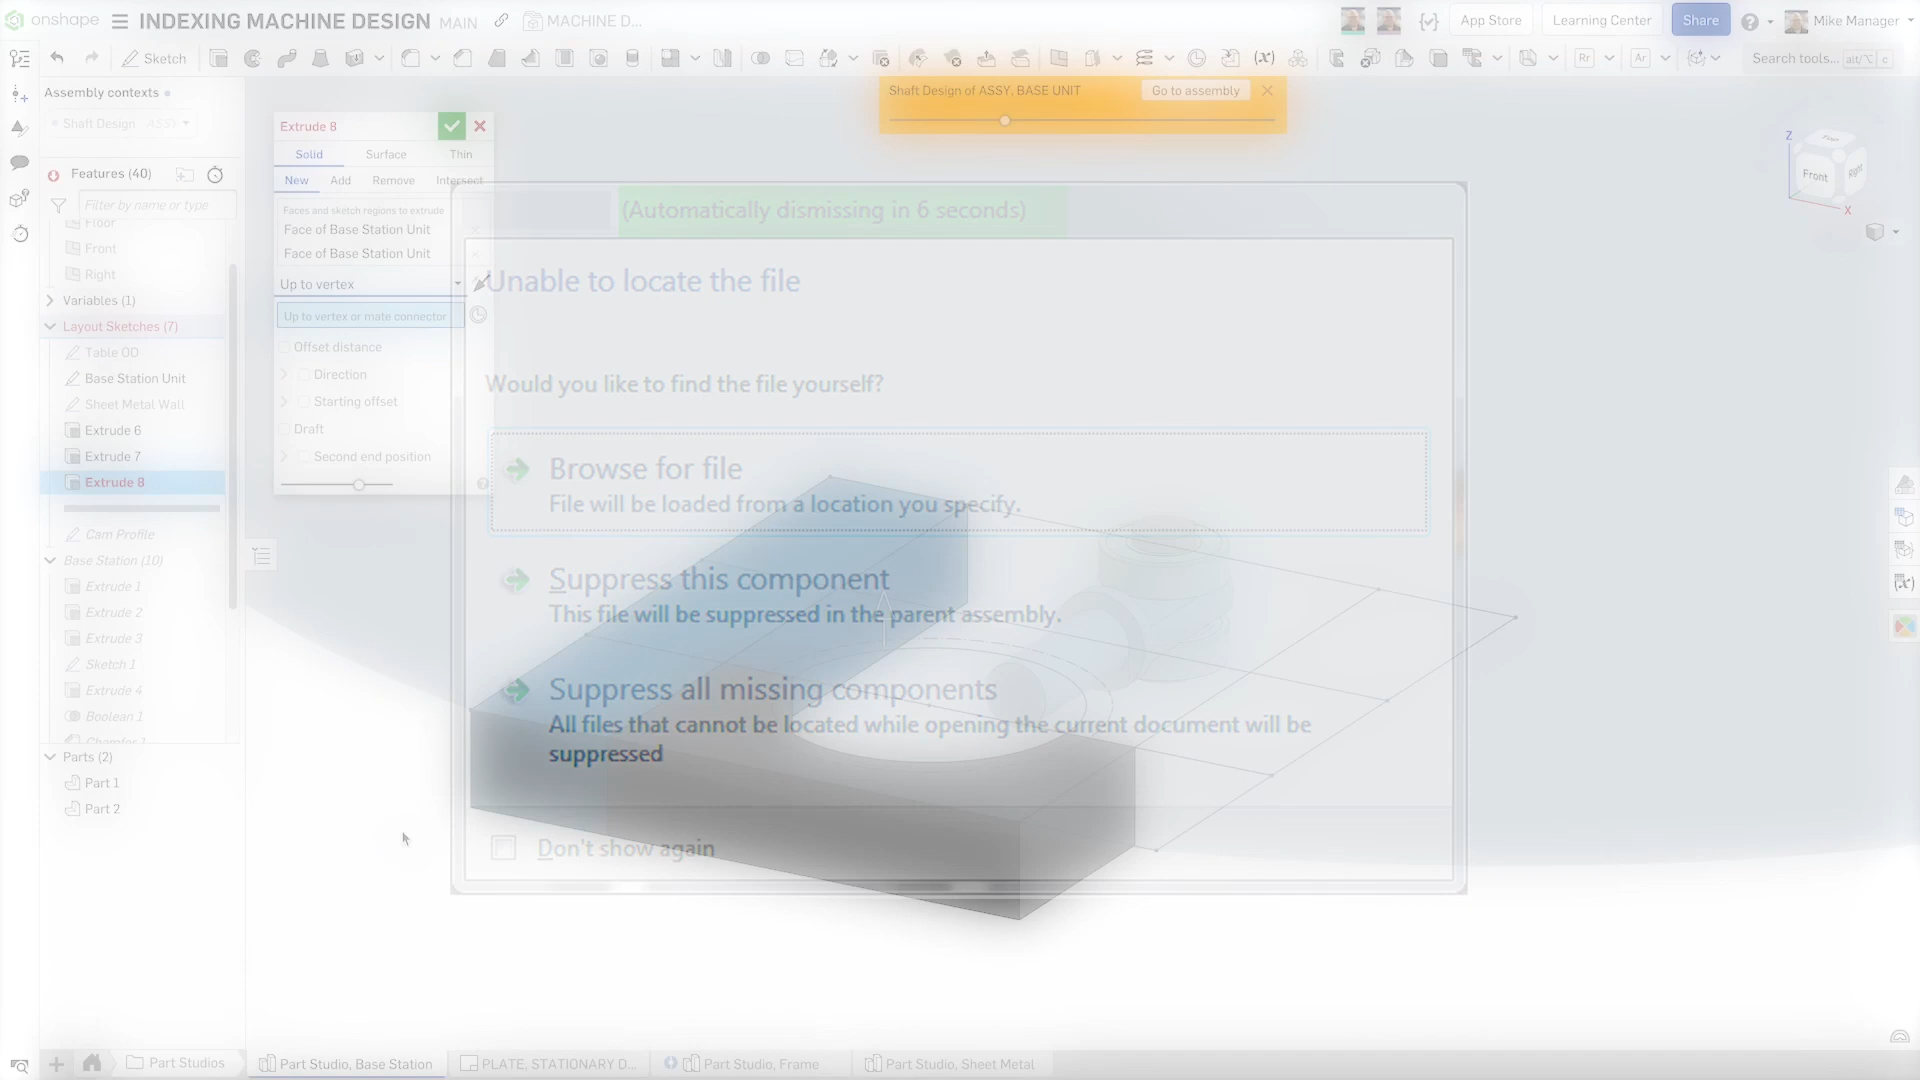 onshape INDEXING MACHINE DESIGN MAIN MACHINE D...
App Store Learning Center Share Mike Manager
Sketch
Rr
Ar
Search tools... alt/⌥ c
Assembly contexts
Shaft Design ASSY
Features (40)
Filter by name or type
Floor
Front
Right
Variables (1)
Layout Sketches (7)
Table OD
Base Station Unit
Sheet Metal Wall
Extrude 6
Extrude 7
Extrude 8
Cam Profile
Base Station (10)
Extrude 1
Extrude 2
Extrude 3
Sketch 1
Extrude 4
Boolean 1
Chamfer 1
Parts (2)
Part 1
Part 2
Extrude 8
Solid Surface Thin
New Add Remove Intersect
Faces and sketch regions to extrude
Face of Base Station Unit
Face of Base Station Unit
Up to vertex
Up to vertex or mate connector
Offset distance
Direction
Starting offset
Draft
Second end position
Shaft Design of ASSY, BASE UNIT Go to assembly
(Automatically dismissing in 6 seconds)
Unable to locate the file
Would you like to find the file yourself?
Browse for file
File will be loaded from a location you specify.
Suppress this component
This file will be suppressed in the parent assembly.
Suppress all missing components
All files that cannot be located while opening the current document will be
suppressed
Don't show again
Z
Front
Right
X
Part Studios Part Studio, Base Station PLATE, STATIONARY D... Part Studio, Frame Part Studio, Sheet Metal